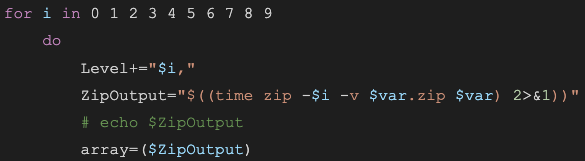 for i in 0 1 2 3 4 5 6 7 8 9
do
Level+="$i,"
ZipOutput="$((time zip -$i -v $var.zip $var) 2>&1))"
# echo $ZipOutput
array=($ZipOutput)